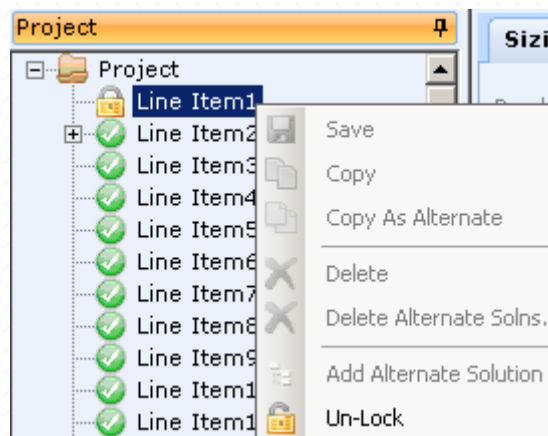 Project
Sizi
Project
Line Item1
Line Item2
Line Item3
Line Item4
Line Item5
Line Item6
Line Item7
Line Item8
Line Item9
Line Item1
Line Item1
Save
Copy
Copy As Alternate
Delete
Delete Alternate Solns.
Add Alternate Solution
Un-Lock